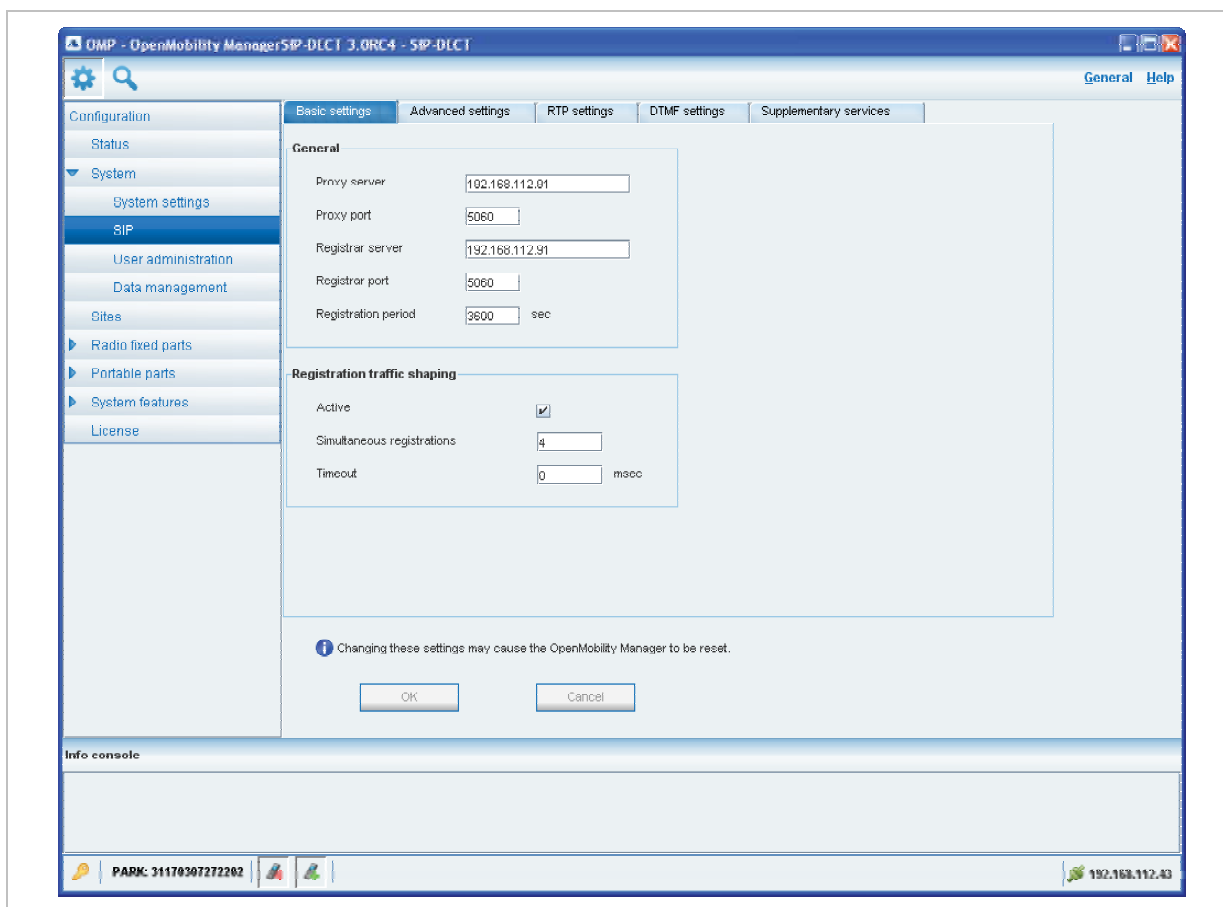 OMP - OpenMobility Manager SIP-DECT 3.0RC4 - SIP-DECT
General Help
Configuration
Status
System
System settings
SIP
User administration
Data management
Sites
Radio fixed parts
Portable parts
System features
License
Basic settings
Advanced settings
RTP settings
DTMF settings
Supplementary services
General
Proxy server 192.168.112.91
Proxy port 5060
Registrar server 192.168.112.91
Registrar port 5060
Registration period 3600 sec
Registration traffic shaping
Active
Simultaneous registrations 4
Timeout 0 msec
Changing these settings may cause the OpenMobility Manager to be reset.
OK Cancel
Info console
PARK: 31170307272202
192.168.112.43